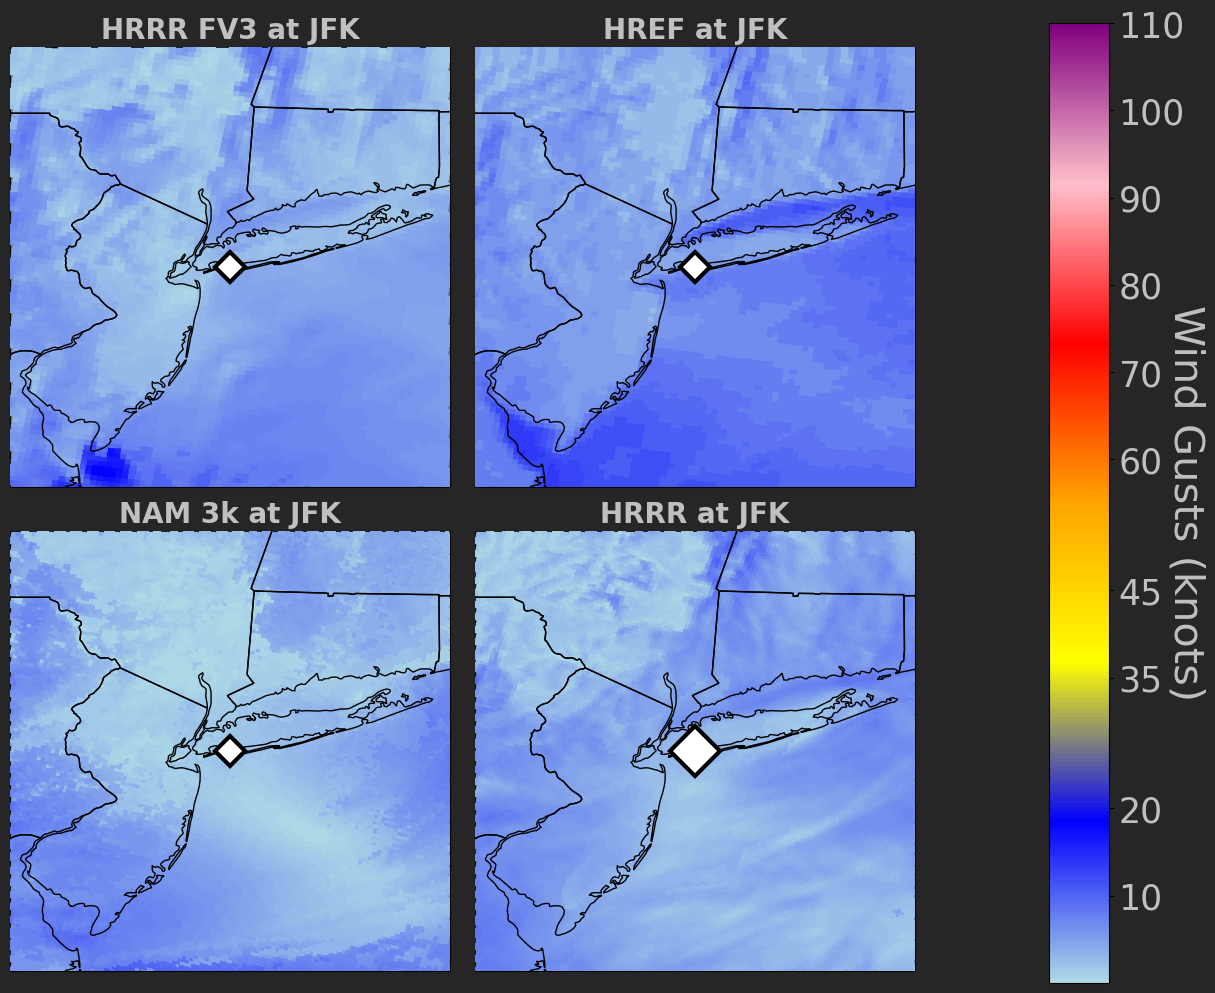 HRRR FV3 at JFK
HREF at JFK
NAM 3k at JFK
HRRR at JFK
110
100
90
80
70
60
45
35
20
10
Wind Gusts (knots)